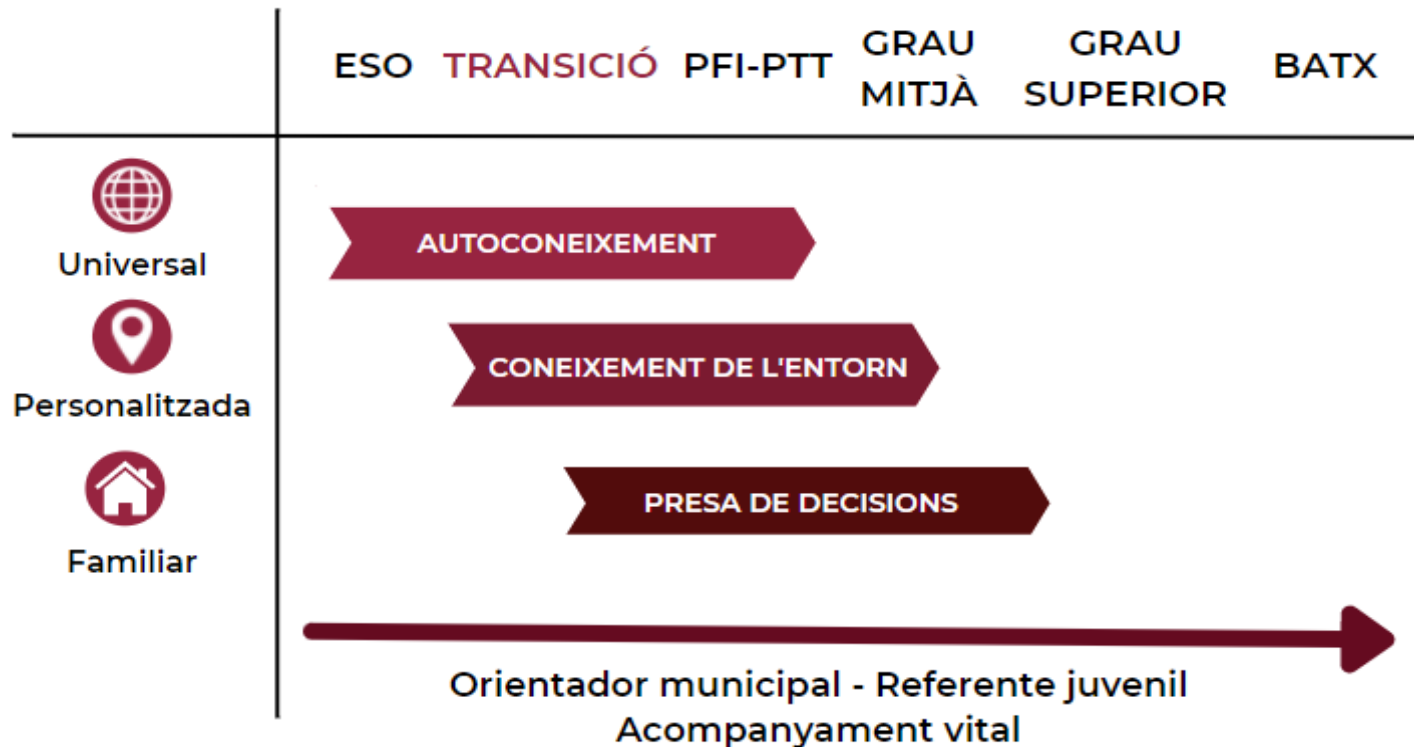 ESO TRANSICIÓ PFI-PTT GRAU MITJÀ GRAU SUPERIOR BATX
Universal
AUTOCONEIXEMENT
Personalitzada
CONEIXEMENT DE L'ENTORN
Familiar
PRESA DE DECISIONS
Orientador municipal - Referente juvenil
Acompanyament vital